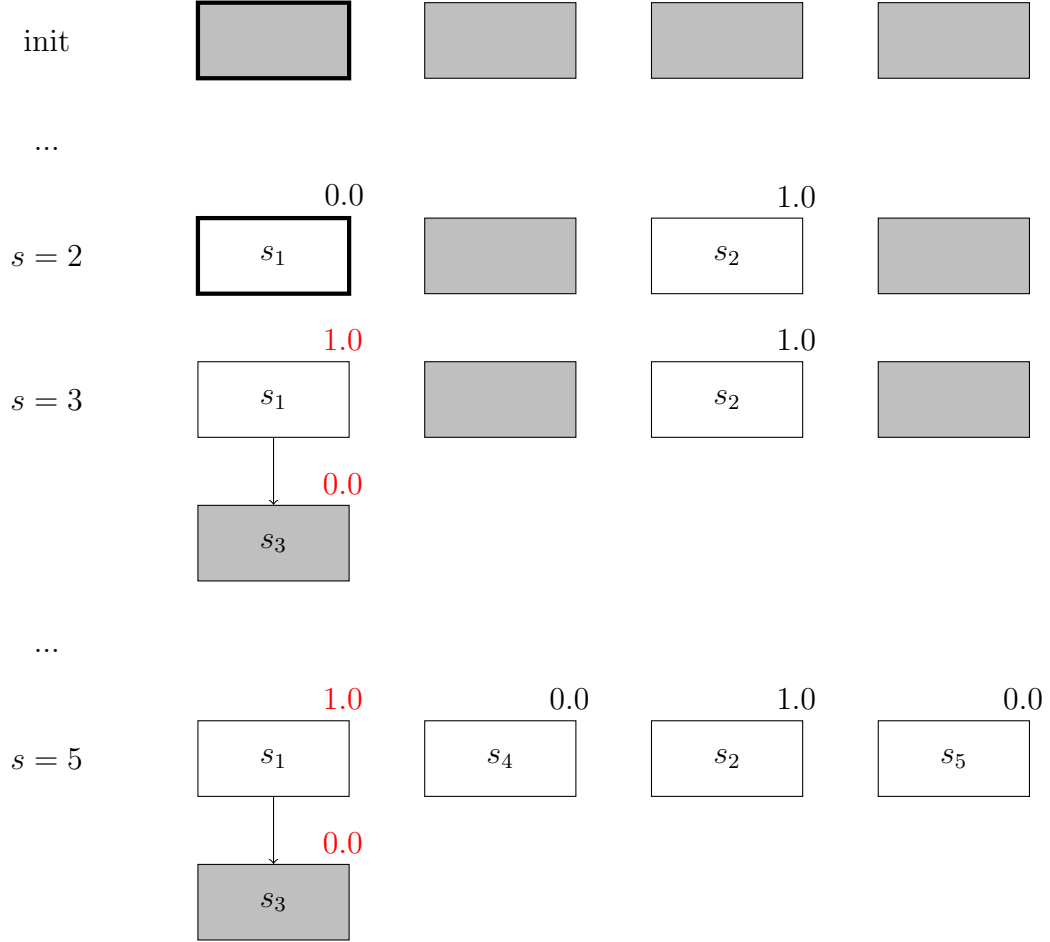 init
...
0.0 1.0
s = 2 s₁ s₂
1.0 1.0
s = 3 s₁ s₂
0.0
s₃
...
1.0 0.0 1.0 0.0
s = 5 s₁ s₄ s₂ s₅
0.0
s₃